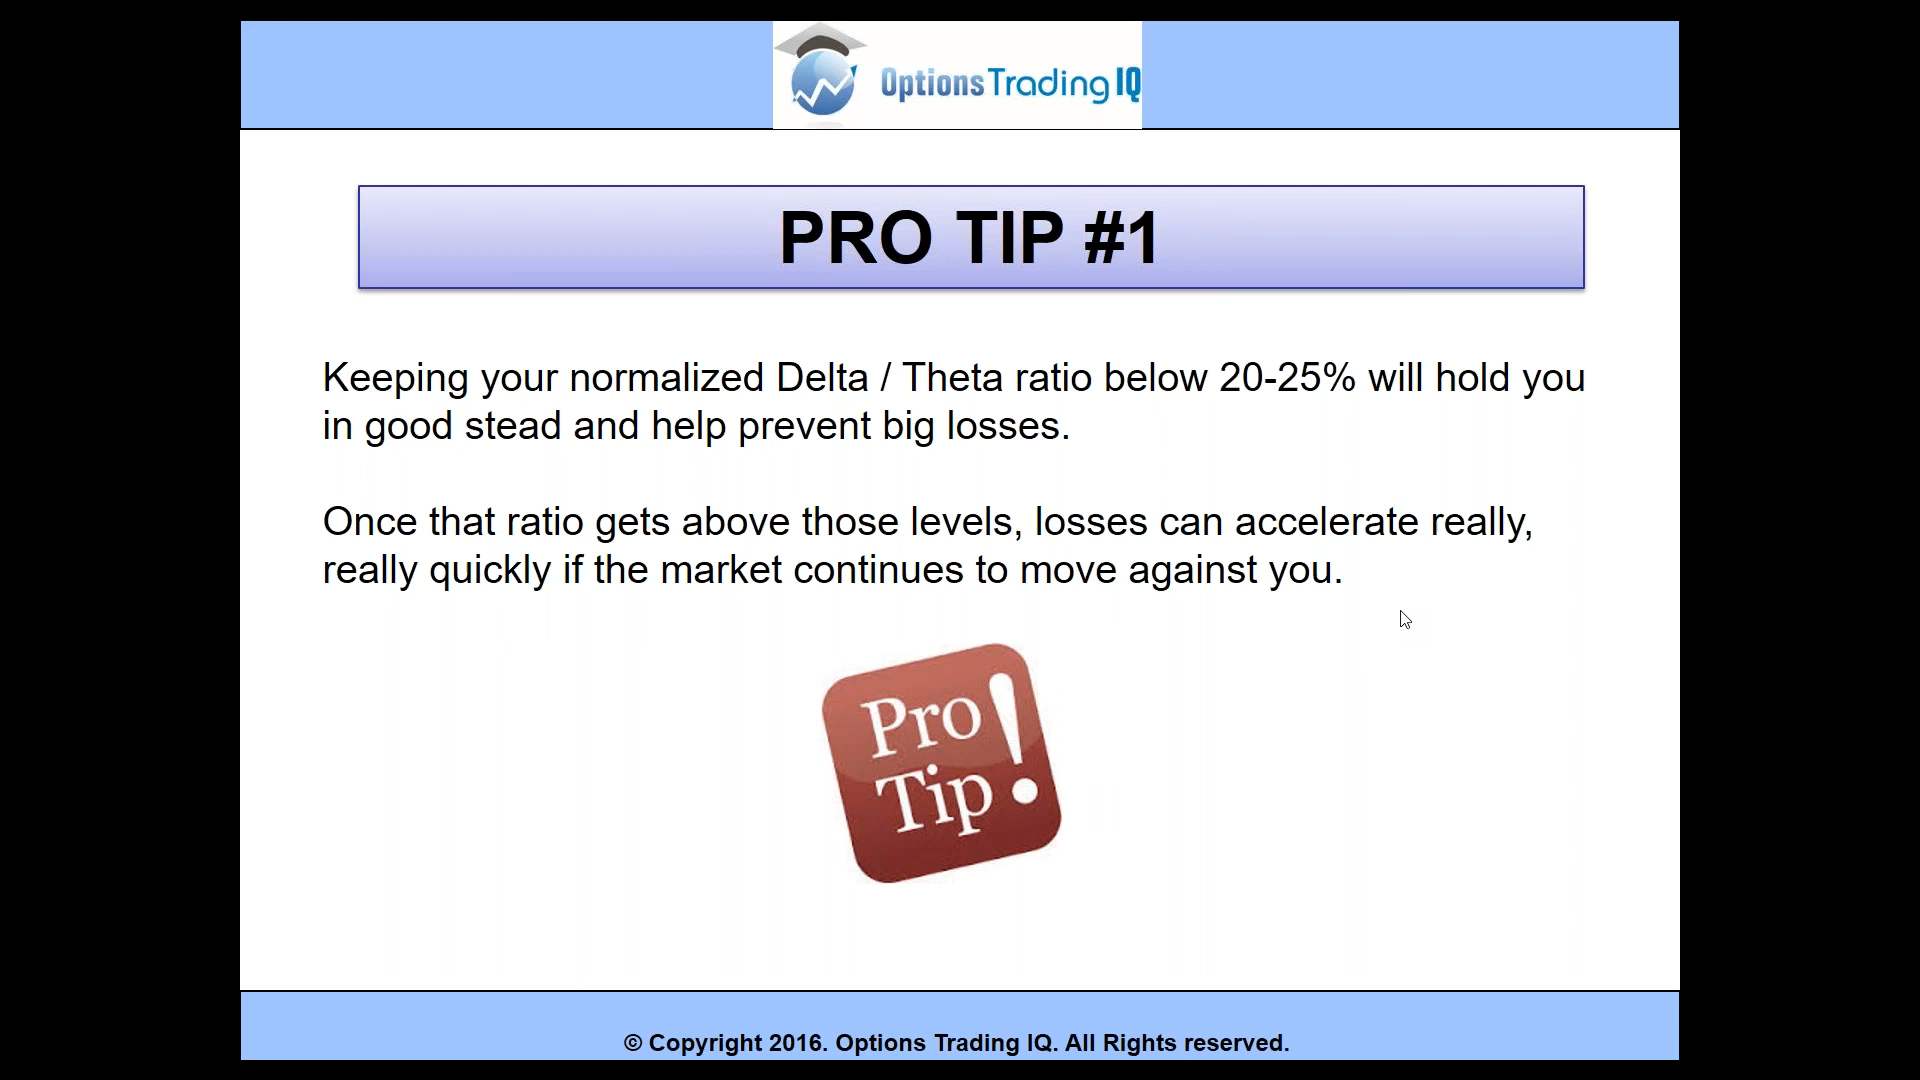 Options Trading IQ
PRO TIP #1
Keeping your normalized Delta / Theta ratio below 20-25% will hold you
in good stead and help prevent big losses.
Once that ratio gets above those levels, losses can accelerate really,
really quickly if the market continues to move against you.
Pro
Tip!
© Copyright 2016. Options Trading IQ. All Rights reserved.